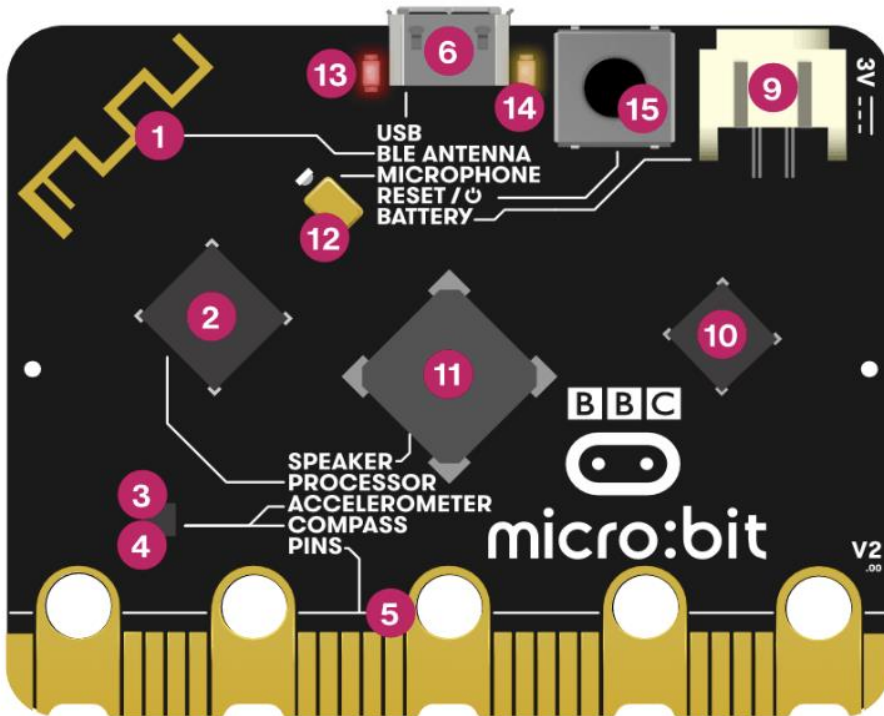 6
13
14
15
9
3V
1
USB
BLE ANTENNA
MICROPHONE
RESET /⏻
BATTERY
12
2
10
11
BBC
SPEAKER
PROCESSOR
3
ACCELEROMETER
COMPASS
4
PINS
micro:bit
V2
.00
5